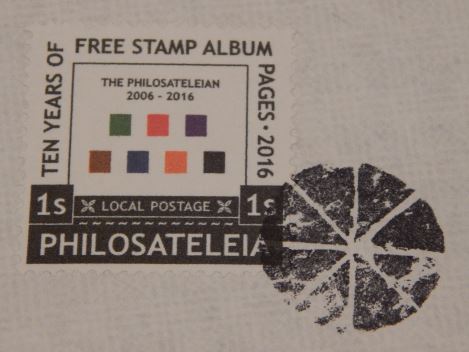 TEN YEARS OF
FREE STAMP ALBUM
PAGES • 2016
THE PHILOSATELEIAN
2006 - 2016
1s LOCAL POSTAGE 1s
PHILOSATELEIA